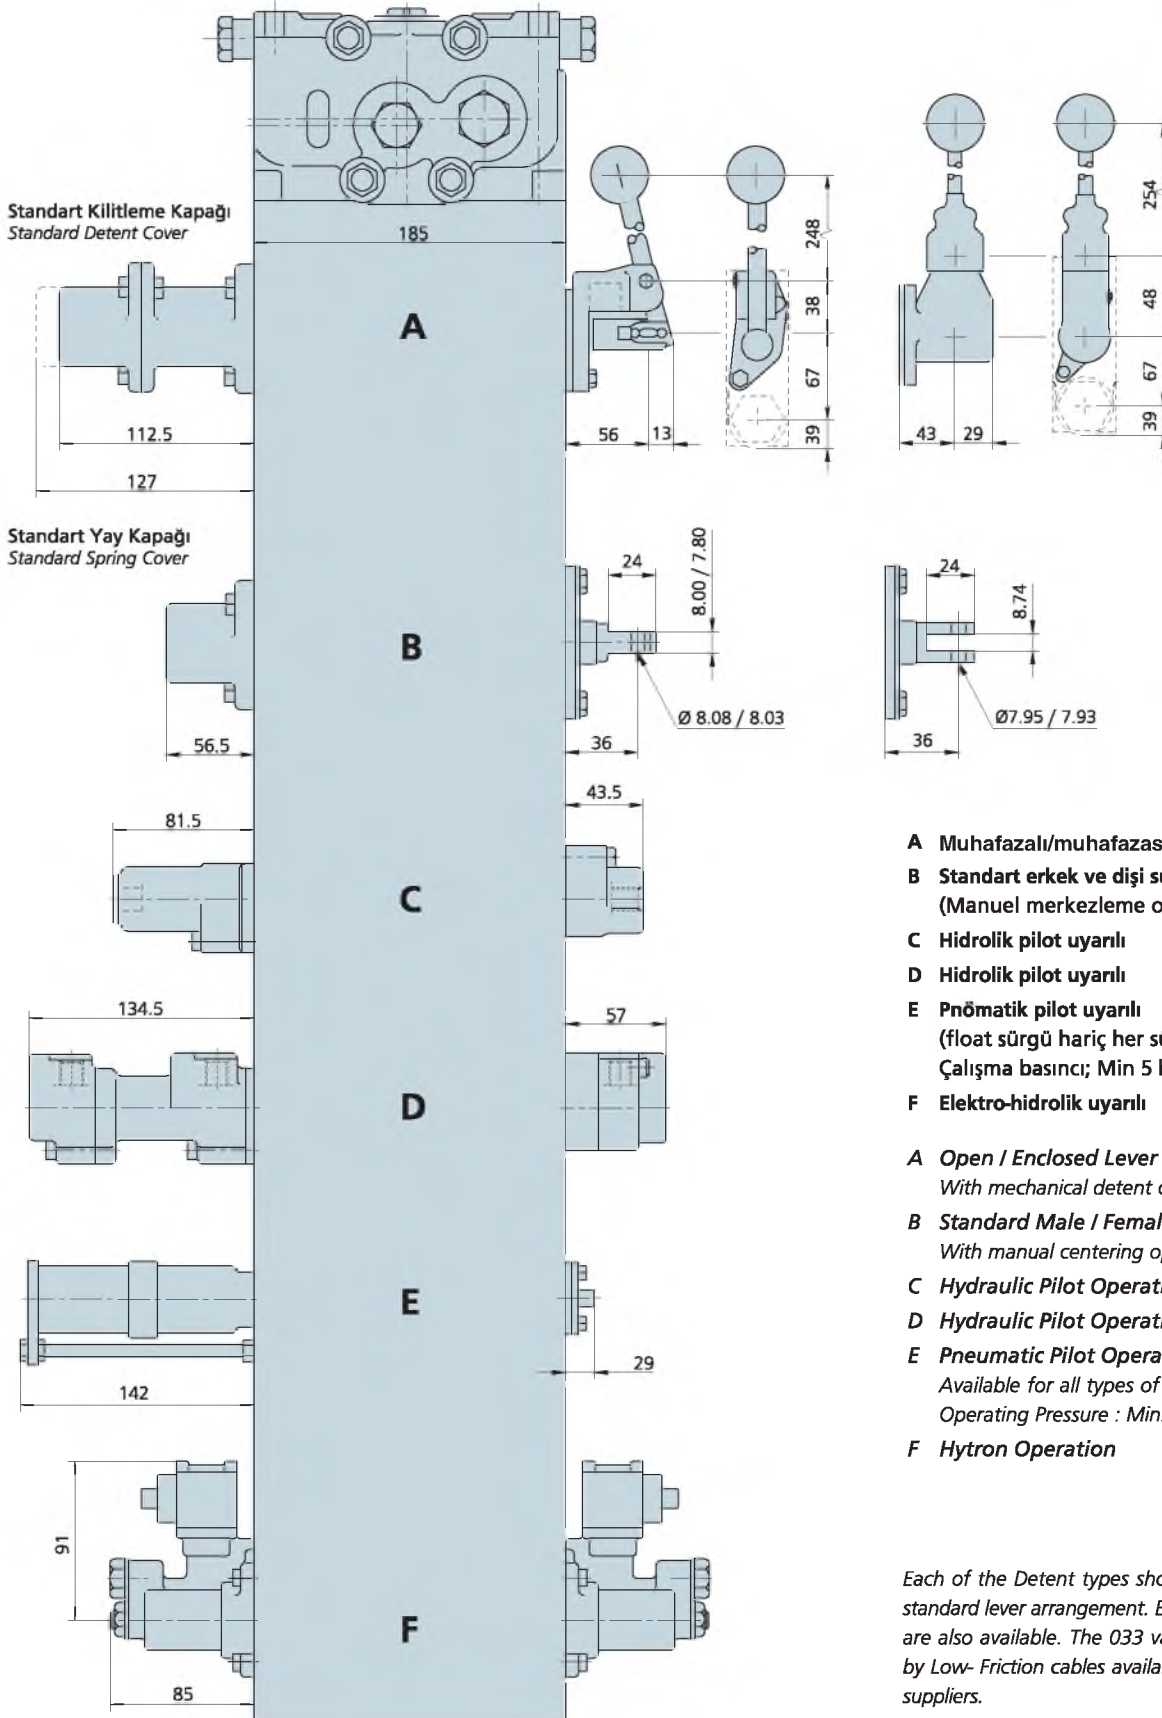 254
248
Standart Kilitleme Kapağı
Standard Detent Cover
185
A
38
48
67
67
39
39
112.5
56
13
43
29
127
Standart Yay Kapağı
Standard Spring Cover
24
8.00 / 7.80
24
8.74
B
Ø 8.08 / 8.03
Ø7.95 / 7.93
56.5
36
36
81.5
43.5
C
134.5
57
D
E
142
29
91
F
85
A Muhafazalı/muhafazas
B Standart erkek ve dişi s
(Manuel merkezleme o
C Hidrolik pilot uyarılı
D Hidrolik pilot uyarılı
E Pnömatik pilot uyarılı
(float sürgü hariç her s
Çalışma basıncı; Min 5
F Elektro-hidrolik uyarılı
A Open / Enclosed Lever
With mechanical detent
B Standard Male / Femal
With manual centering op
C Hydraulic Pilot Operati
D Hydraulic Pilot Operati
E Pneumatic Pilot Opera
Available for all types of
Operating Pressure : Min.
F Hytron Operation
Each of the Detent types sho
standard lever arrangement. E
are also available. The 033 va
by Low- Friction cables availa
suppliers.